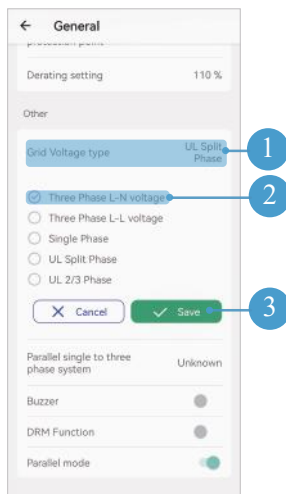 ← General
protection point
Derating setting 110 %
Other
Grid Voltage type UL Split
Phase
1
Three Phase L-N voltage
2
Three Phase L-L voltage
Single Phase
UL Split Phase
UL 2/3 Phase
X Cancel ✓ Save
3
Parallel single to three
phase system Unknown
Buzzer
DRM Function
Parallel mode